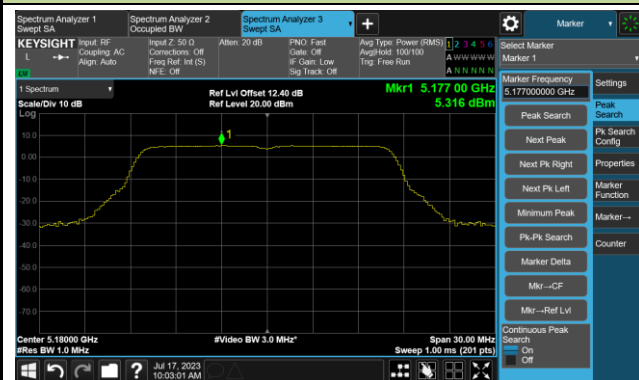 Spectrum Analyzer 1
Swept SA
Spectrum Analyzer 2
Occupied BW
Spectrum Analyzer 3
Swept SA
Marker
KEYSIGHT
L
Input: RF
Coupling: AC
Align: Auto
Input Z: 50 Ω
Corrections: Off
Freq Ref: Int (S)
NFE: Off
Atten: 20 dB
PNO: Fast
Gate: Off
IF Gain: Low
Sig Track: Off
Avg Type: Power (RMS)
Avg|Hold: 100/100
Trig: Free Run
1 2 3 4 5 6
A W W W W W
A N N N N N
Select Marker
Marker 1
1 Spectrum
Scale/Div 10 dB
Log
Ref Lvl Offset 12.40 dB
Ref Level 20.00 dBm
Mkr1 5.177 00 GHz
5.316 dBm
1
10.0
0.00
-10.0
-20.0
-30.0
-40.0
-50.0
-60.0
-70.0
Center 5.18000 GHz
#Res BW 1.0 MHz
#Video BW 3.0 MHz*
Span 30.00 MHz
Sweep 1.00 ms (201 pts)
Marker Frequency
5.177000000 GHz
Peak Search
Next Peak
Next Pk Right
Next Pk Left
Minimum Peak
Pk-Pk Search
Marker Delta
Mkr→CF
Mkr→Ref Lvl
Continuous Peak
Search
On
Off
Settings
Peak
Search
Pk Search
Config
Properties
Marker
Function
Marker→
Counter
Jul 17, 2023
10:03:01 AM